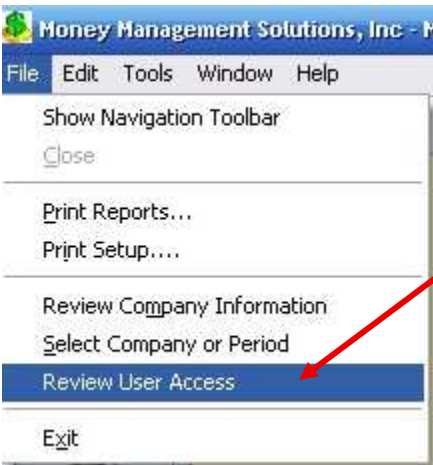 Money Management Solutions, Inc -
File Edit Tools Window Help
Show Navigation Toolbar
Close
Print Reports...
Print Setup....
Review Company Information
Select Company or Period
Review User Access
Exit